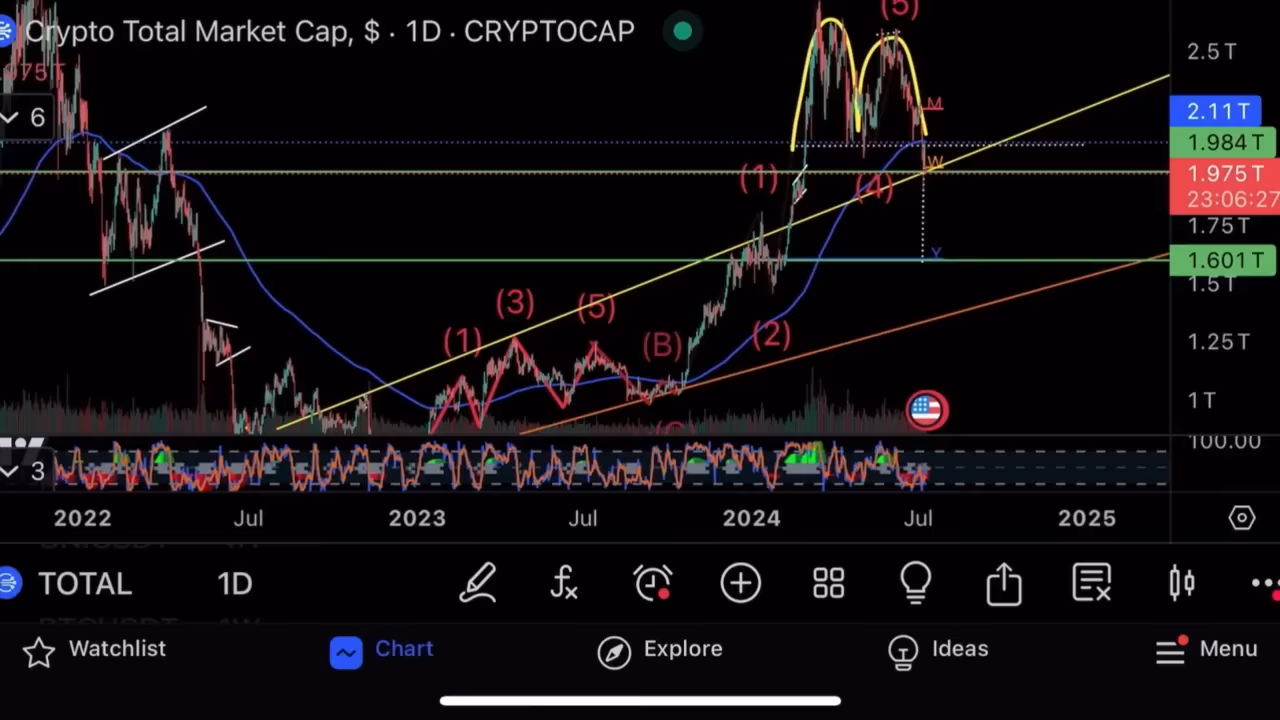 (5)
Crypto Total Market Cap, $ · 1D · CRYPTOCAP
2.5 T
.975 T
6
M
2.11 T
1.984 T
W
1.975 T
23:06:27
(1)
(4)
1.75 T
Y
1.601 T
1.5 T
(3)
(5)
(1)
(B)
(2)
1.25 T
1 T
100.00
3
2022
Jul
2023
Jul
2024
Jul
2025
TOTAL
1D
Watchlist
Chart
Explore
Ideas
Menu